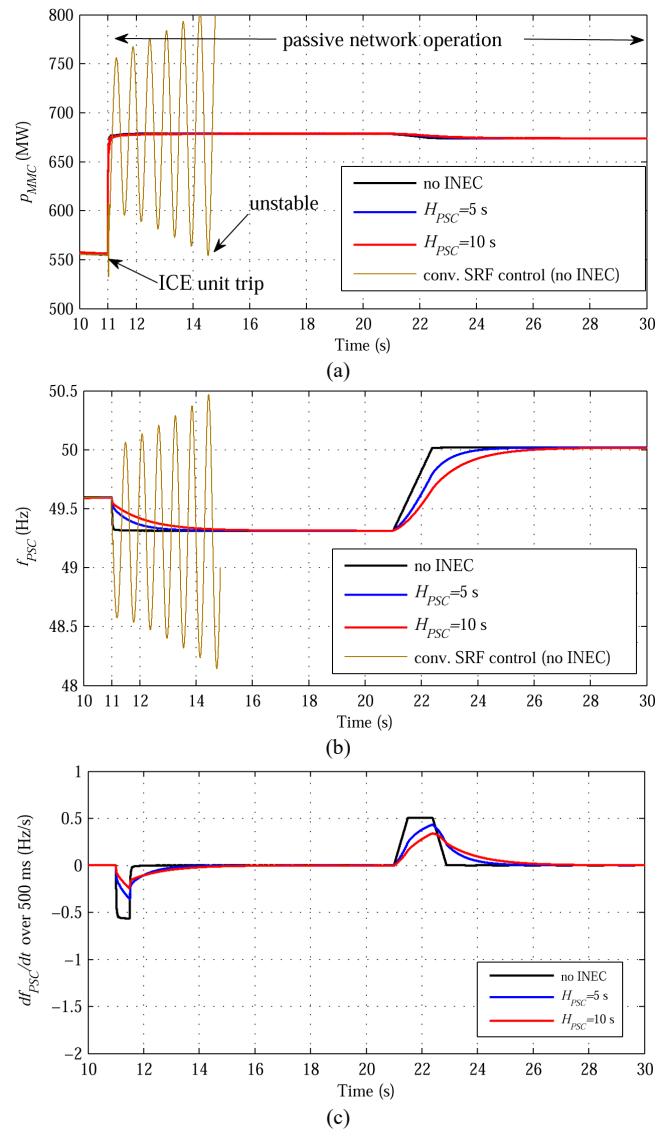 800
750
700
650
600
550
500
p_MMC (MW)
passive network operation
unstable
ICE unit trip
no INEC
H_PSC=5 s
H_PSC=10 s
conv. SRF control (no INEC)
10 11 12 14 16 18 20 22 24 26 28 30
Time (s)
(a)
50.5
50
49.5
49
48.5
48
f_PSC (Hz)
no INEC
H_PSC=5 s
H_PSC=10 s
conv. SRF control (no INEC)
10 11 12 14 16 18 20 22 24 26 28 30
Time (s)
(b)
1
0.5
0
-0.5
-1
-1.5
-2
df_PSC/dt over 500 ms (Hz/s)
no INEC
H_PSC=5 s
H_PSC=10 s
10 12 14 16 18 20 22 24 26 28 30
Time (s)
(c)